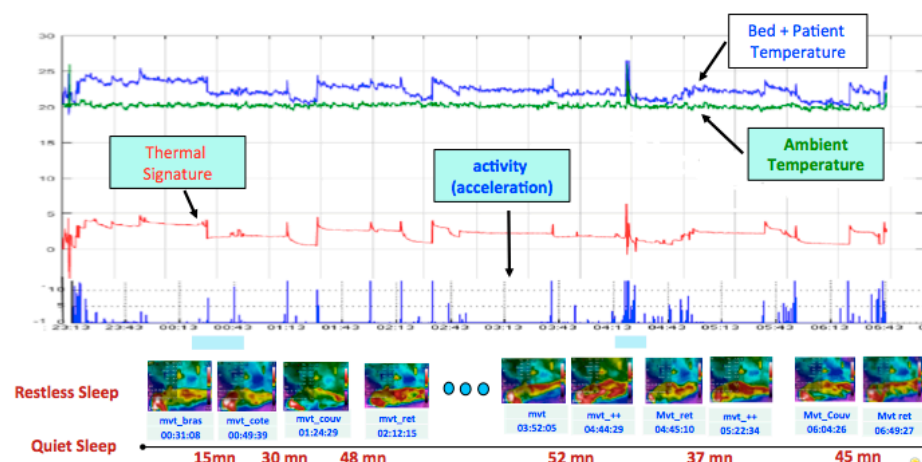 30
25
20
15
10
5
0
Bed + Patient
Temperature
Ambient
Temperature
Thermal
Signature
activity
(acceleration)
23:13 23:43 00:13 00:43 01:13 01:43 02:13 02:43 03:13 03:43 04:13 04:43 05:13 05:43 06:13 06:43
Restless Sleep
mvt_bras mvt_cote mvt_couv mvt_ret mvt mvt_++ Mvt_ret mvt_++ Mvt_Couv Mvt ret
00:31:08 00:49:39 01:24:29 02:12:15 03:52:05 04:44:29 04:45:10 05:22:34 06:04:26 06:49:27
Quiet Sleep
15mn 30 mn 48 mn 52 mn 37 mn 45 mn